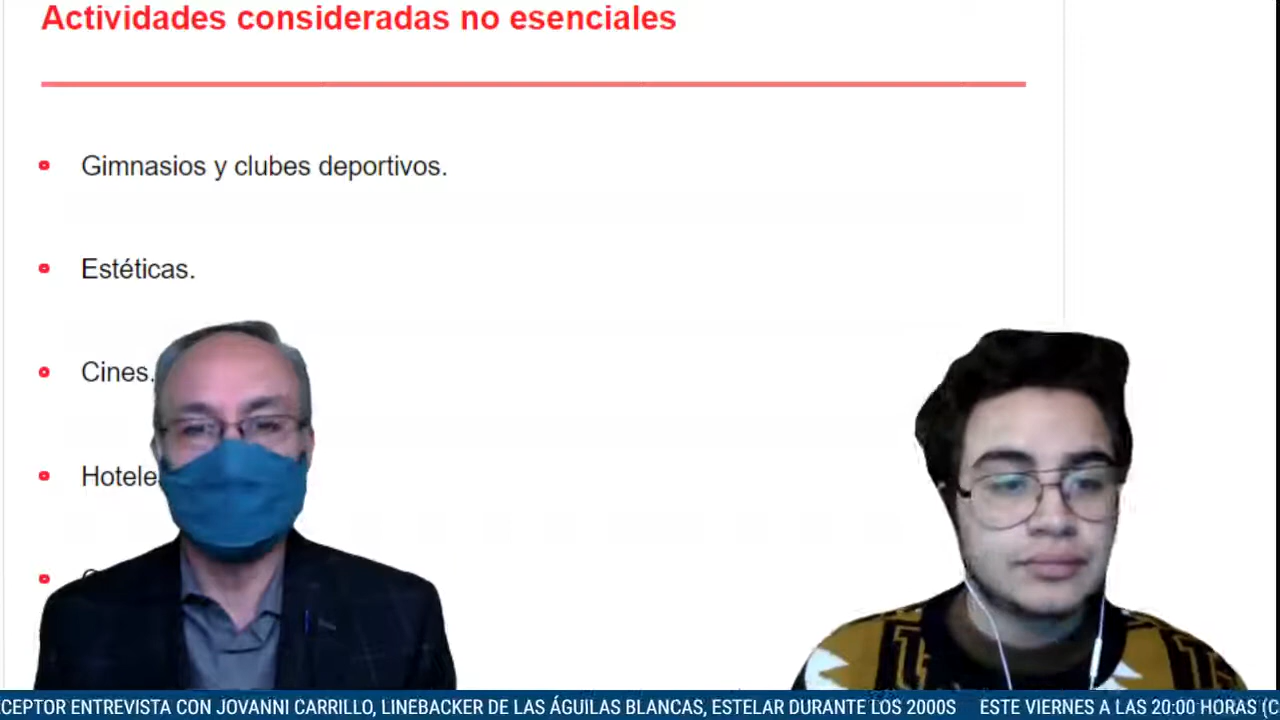 Actividades consideradas no esenciales
Gimnasios y clubes deportivos.
Estéticas.
Cines.
Hotele
CEPTOR ENTREVISTA CON JOVANNI CARRILLO, LINEBACKER DE LAS ÁGUILAS BLANCAS, ESTELAR DURANTE LOS 2000S ESTE VIERNES A LAS 20:00 HORAS (C